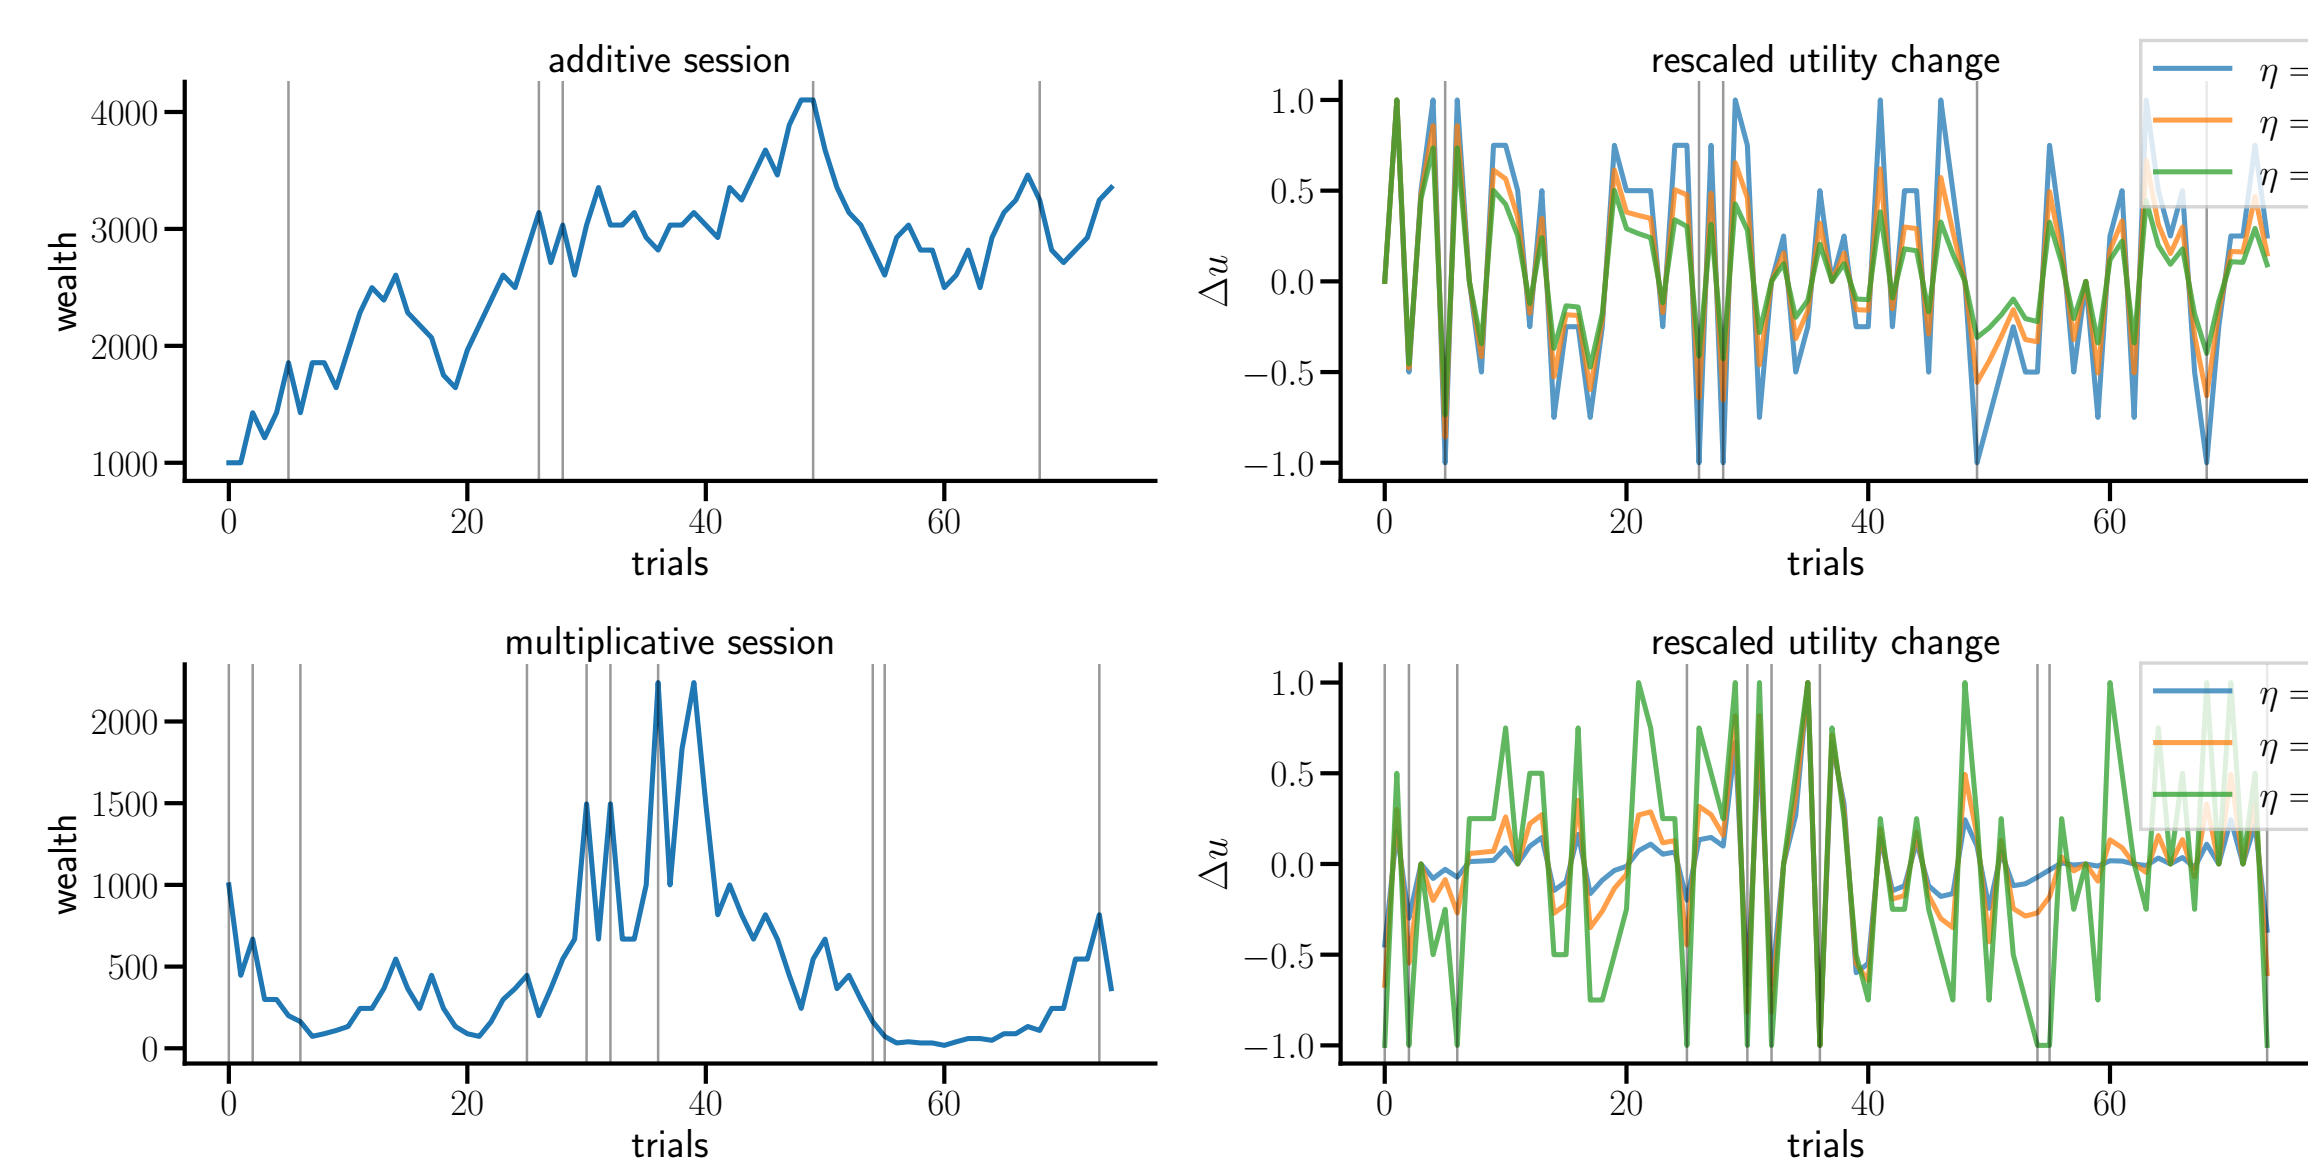 additive session
wealth
4000
3000
2000
1000
0 20 40 60
trials
rescaled utility change
Δu
1.0
0.5
0.0
−0.5
−1.0
0 20 40 60
trials
η =
η =
η =
multiplicative session
wealth
2000
1500
1000
500
0
0 20 40 60
trials
rescaled utility change
Δu
1.0
0.5
0.0
−0.5
−1.0
0 20 40 60
trials
η =
η =
η =